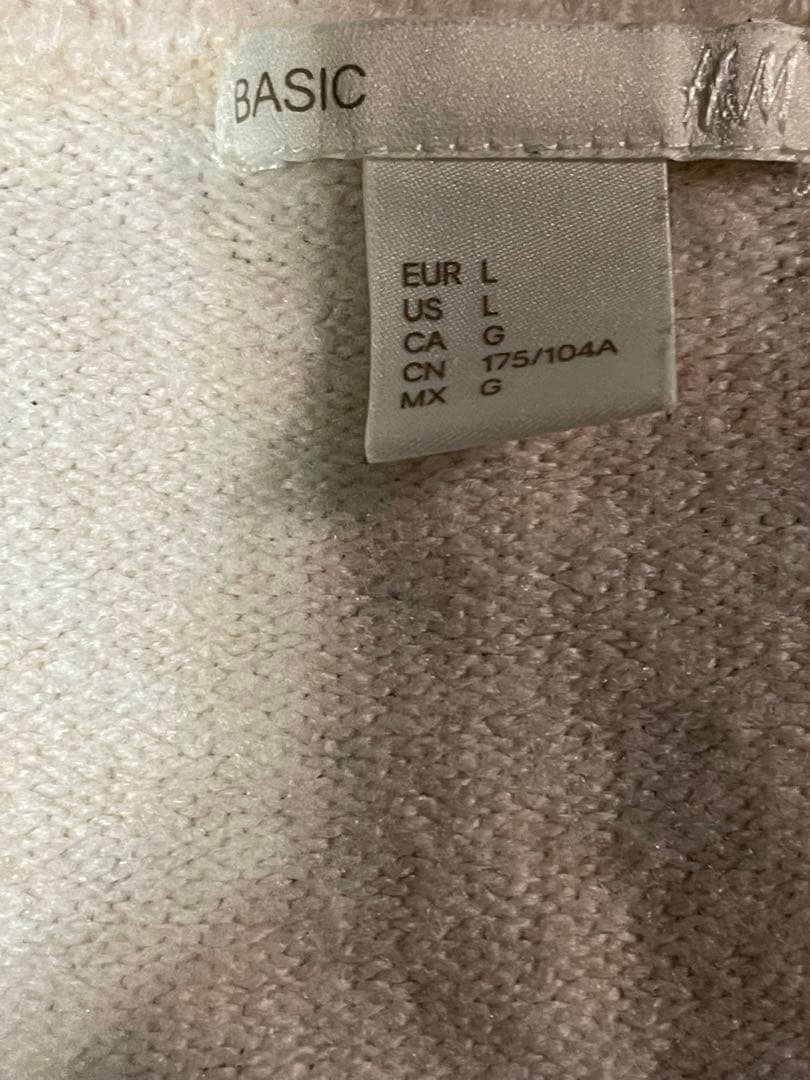 BASIC H&M
EUR L
US L
CA G
CN 175/104A
MX G